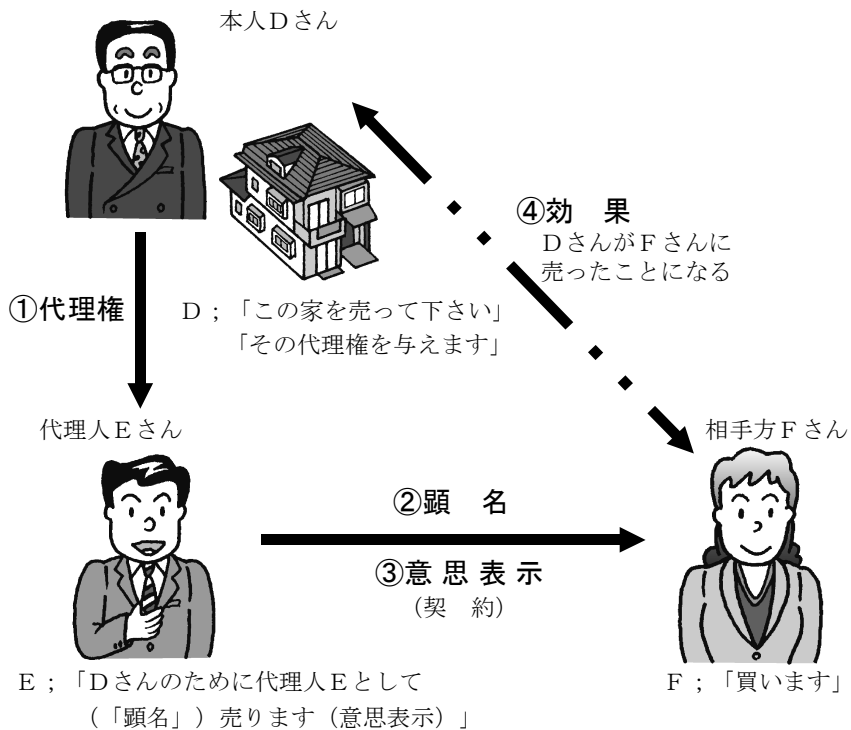 本人Ｄさん
④効　果
ＤさんがＦさんに
売ったことになる
①代理権
Ｄ；「この家を売って下さい」
「その代理権を与えます」
代理人Ｅさん
相手方Ｆさん
②顕　名
③意思表示
（契　約）
Ｅ；「Ｄさんのために代理人Ｅとして
（「顕名」）売ります（意思表示）」
Ｆ；「買います」